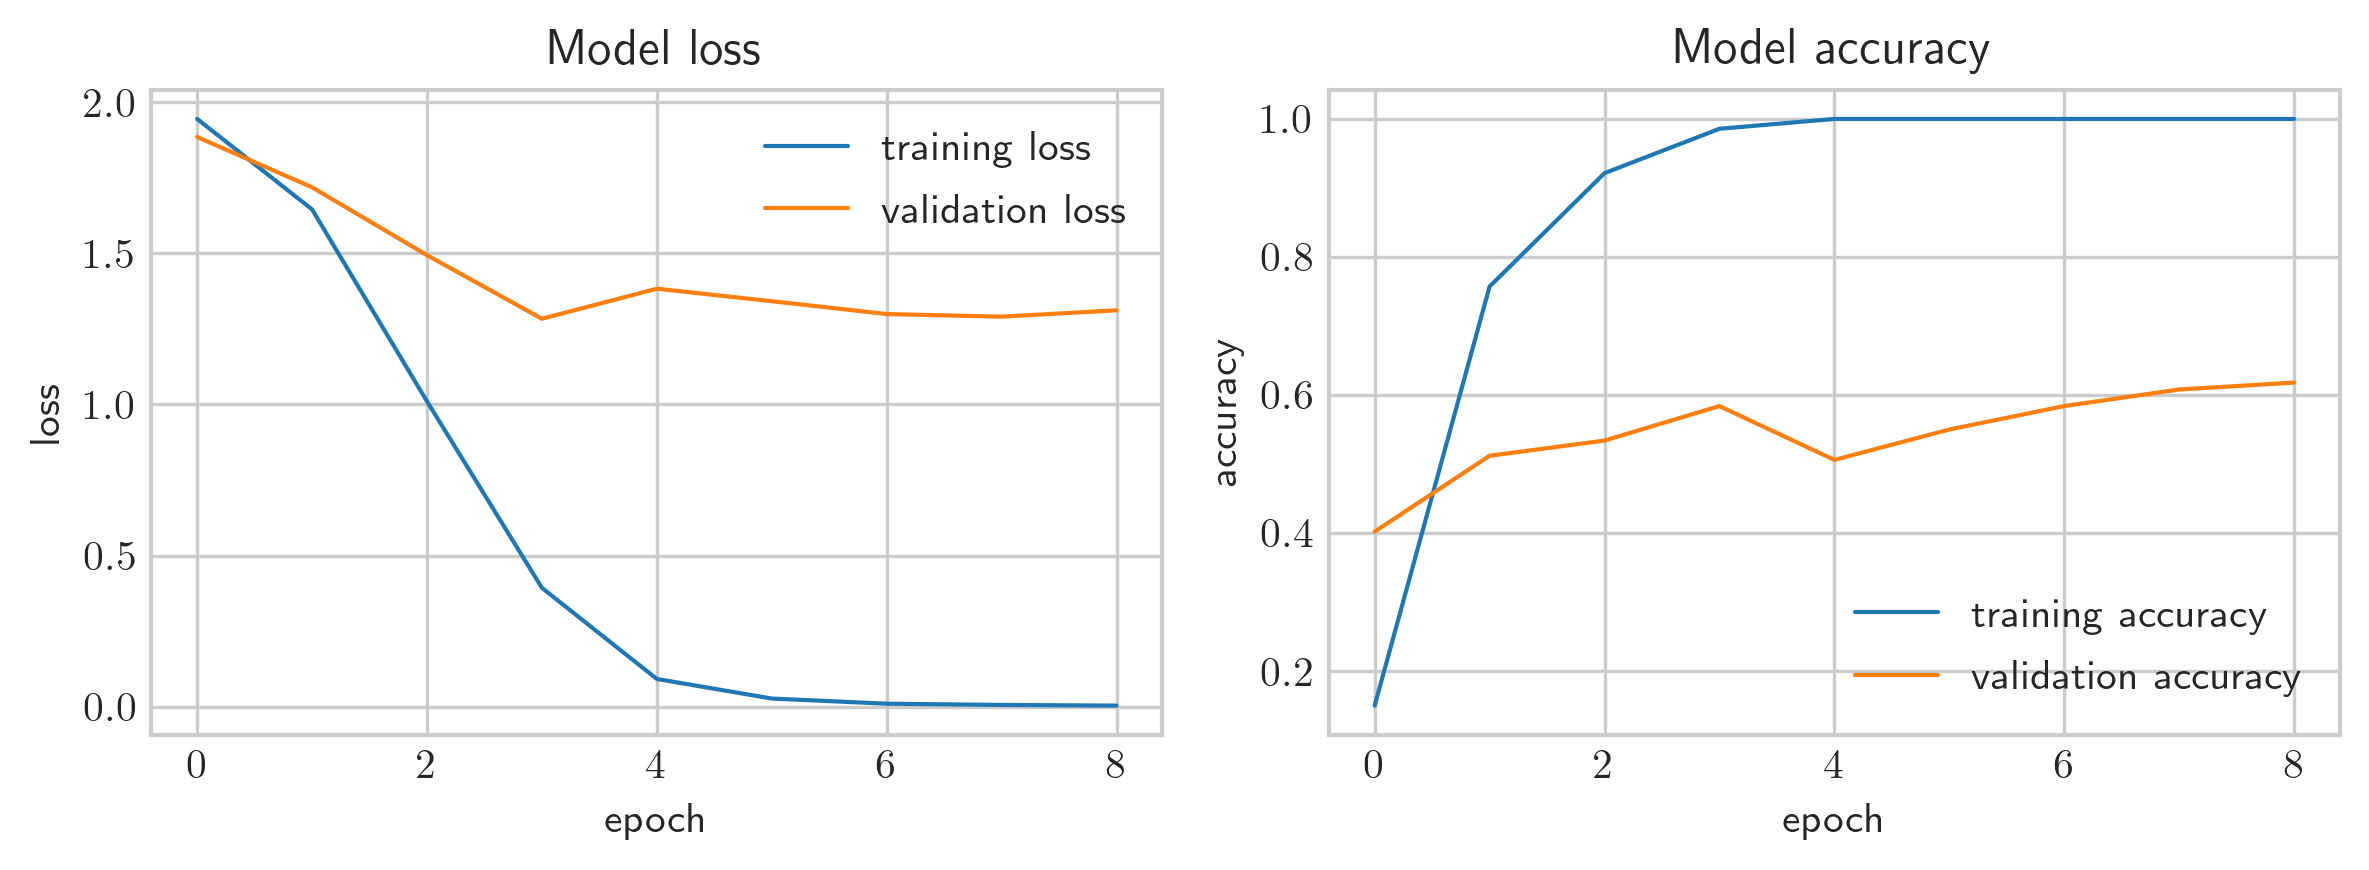 Model loss
2.0
1.5
1.0
0.5
0.0
loss
training loss
validation loss
0 2 4 6 8
epoch
Model accuracy
1.0
0.8
0.6
0.4
0.2
accuracy
training accuracy
validation accuracy
0 2 4 6 8
epoch